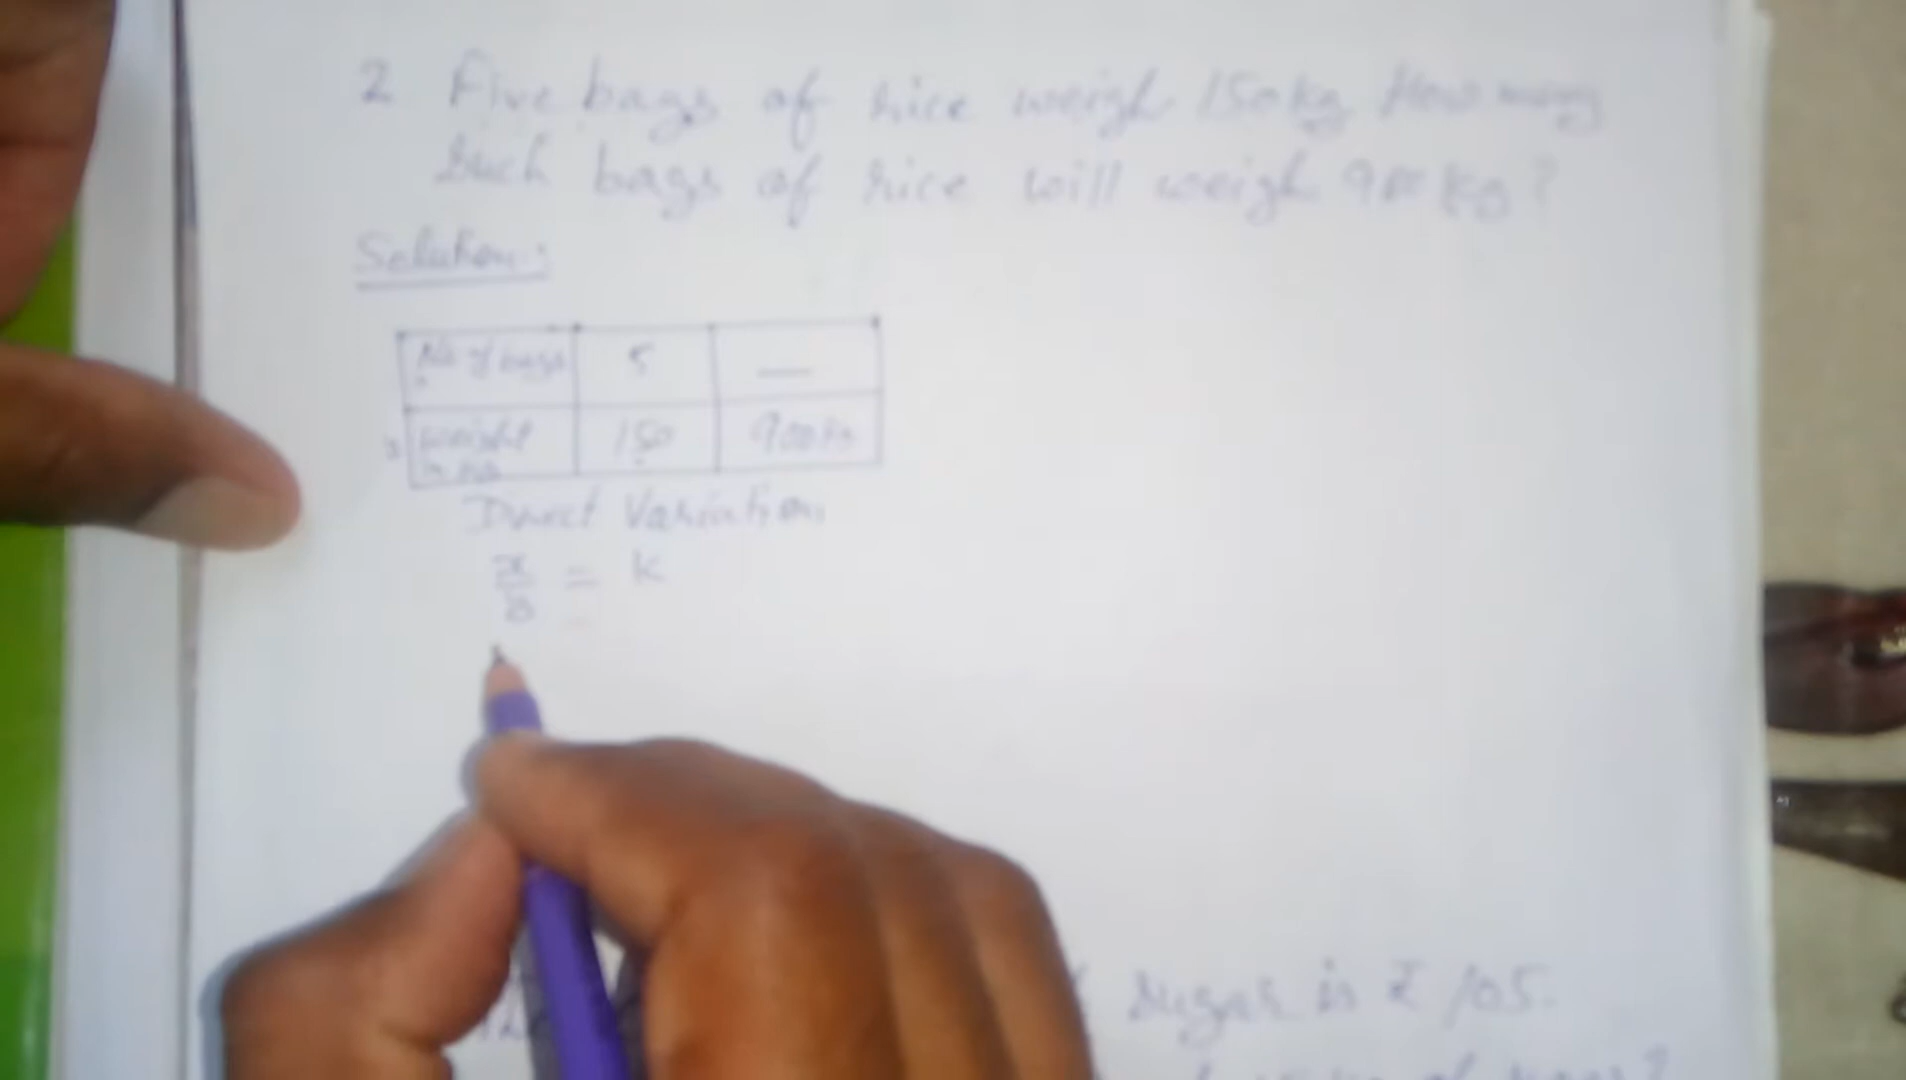 2 Five bags of rice weigh 150kg How many
such bags of rice will weigh 900 kg?
Solution:
No of bags 5 —
Weight in kg 150 900kg
Direct Variation,
x/y = k
sugar is ₹ 105.
of